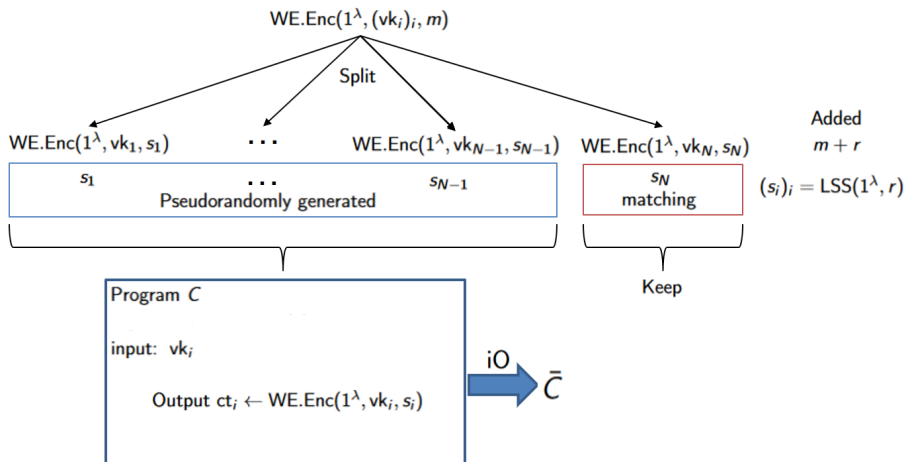 WE.Enc(1^λ, (vk_i)_i, m)
Split
WE.Enc(1^λ, vk_1, s_1) ... WE.Enc(1^λ, vk_{N−1}, s_{N−1}) WE.Enc(1^λ, vk_N, s_N)
Added
m + r
(s_i)_i = LSS(1^λ, r)
s_1 ... s_{N−1}
Pseudorandomly generated
s_N
matching
Keep
Program C
input: vk_i
Output ct_i ← WE.Enc(1^λ, vk_i, s_i)
iO
C̄